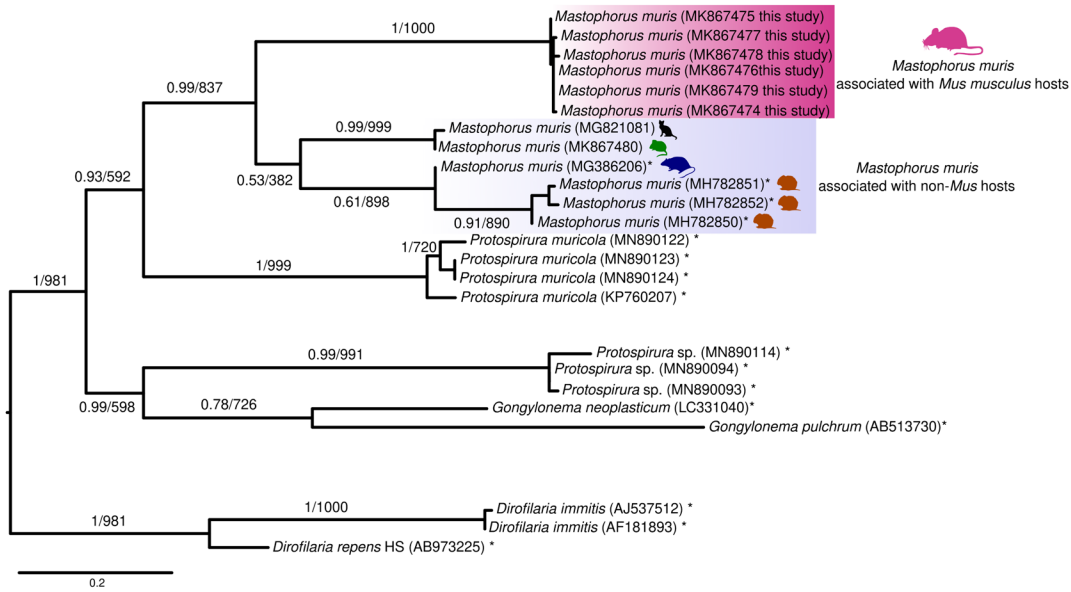 Mastophorus muris (MK867475 this study)
1/1000
Mastophorus muris (MK867477 this study)
Mastophorus muris (MK867478 this study)
Mastophorus muris (MK867476this study)
Mastophorus muris (MK867479 this study)
Mastophorus muris (MK867474 this study)
Mastophorus muris
associated with Mus musculus hosts
0.99/837
0.99/999
Mastophorus muris (MG821081)
Mastophorus muris (MK867480)
Mastophorus muris (MG386206)*
Mastophorus muris (MH782851)*
Mastophorus muris (MH782852)*
Mastophorus muris (MH782850)*
Mastophorus muris
associated with non-Mus hosts
0.93/592
0.53/382
0.61/898
0.91/890
1/720
Protospirura muricola (MN890122) *
Protospirura muricola (MN890123) *
Protospirura muricola (MN890124) *
Protospirura muricola (KP760207) *
1/999
1/981
0.99/991
Protospirura sp. (MN890114) *
Protospirura sp. (MN890094) *
Protospirura sp. (MN890093) *
0.99/598
0.78/726
Gongylonema neoplasticum (LC331040)*
Gongylonema pulchrum (AB513730)*
1/1000
Dirofilaria immitis (AJ537512) *
Dirofilaria immitis (AF181893) *
1/981
Dirofilaria repens HS (AB973225) *
0.2